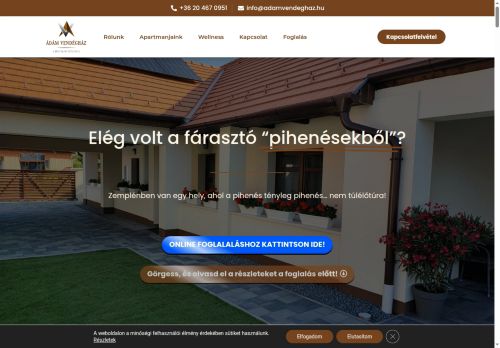 +36 20 467 0951 info@adamvendeghaz.hu
ÁDÁM VENDÉGHÁZ
Rólunk Apartmanjaink Wellness Kapcsolat Foglalás Kapcsolatfelvétel
Elég volt a fárasztó “pihenésekből”?
Zemplénben van egy hely, ahol a pihenés tényleg pihenés... nem túlélőtúra!
ONLINE FOGLALÁSHOZ KATTINTSON IDE!
Görgess, és olvasd el a részleteket a foglalás előtt!
A weboldalon a minőségi felhasználói élmény érdekében sütiket használunk.
Részletek
Elfogadom Elutasítom